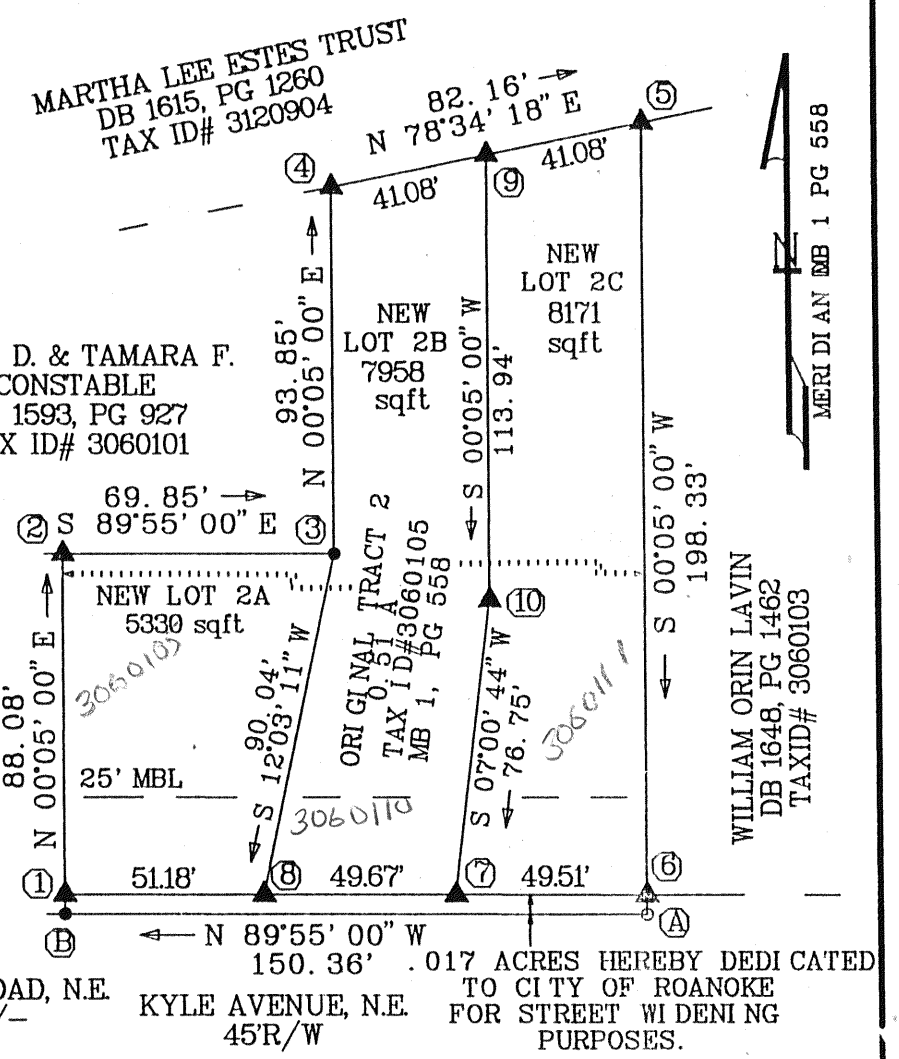 MARTHA LEE ESTES TRUST
DB 1615, PG 1260
TAX ID# 3120904
82.16'
N 78°34' 18" E
41.08'
41.08'
4
9
5
MERIDIAN MB 1 PG 558
N
93.85'
N 00°05' 00" E
NEW
LOT 2B
7958
sqft
S 00°05' 00" W
113.94'
NEW
LOT 2C
8171
sqft
S 00°05' 00" W
198.33'
D. & TAMARA F.
CONSTABLE
1593, PG 927
X ID# 3060101
69.85'
2
S 89°55' 00" E
3
NEW LOT 2A
5330 sqft
88.08'
N 00°05' 00" E
90.04'
S 12°03' 11" W
ORIGINAL TRACT 2
0.51 A
TAX ID#3060105
MB 1, PG 558
10
S 07°00' 44" W
76.75'
3060111
3060110
25' MBL
WILLIAM ORIN LAVIN
DB 1648, PG 1462
TAXID# 3060103
1
51.18'
8
49.67'
7
49.51'
6
B
A
N 89°55' 00" W
150.36'
.017 ACRES HEREBY DEDICATED
TO CITY OF ROANOKE
FOR STREET WIDENING
PURPOSES.
OAD, N.E.
KYLE AVENUE, N.E.
45'R/W